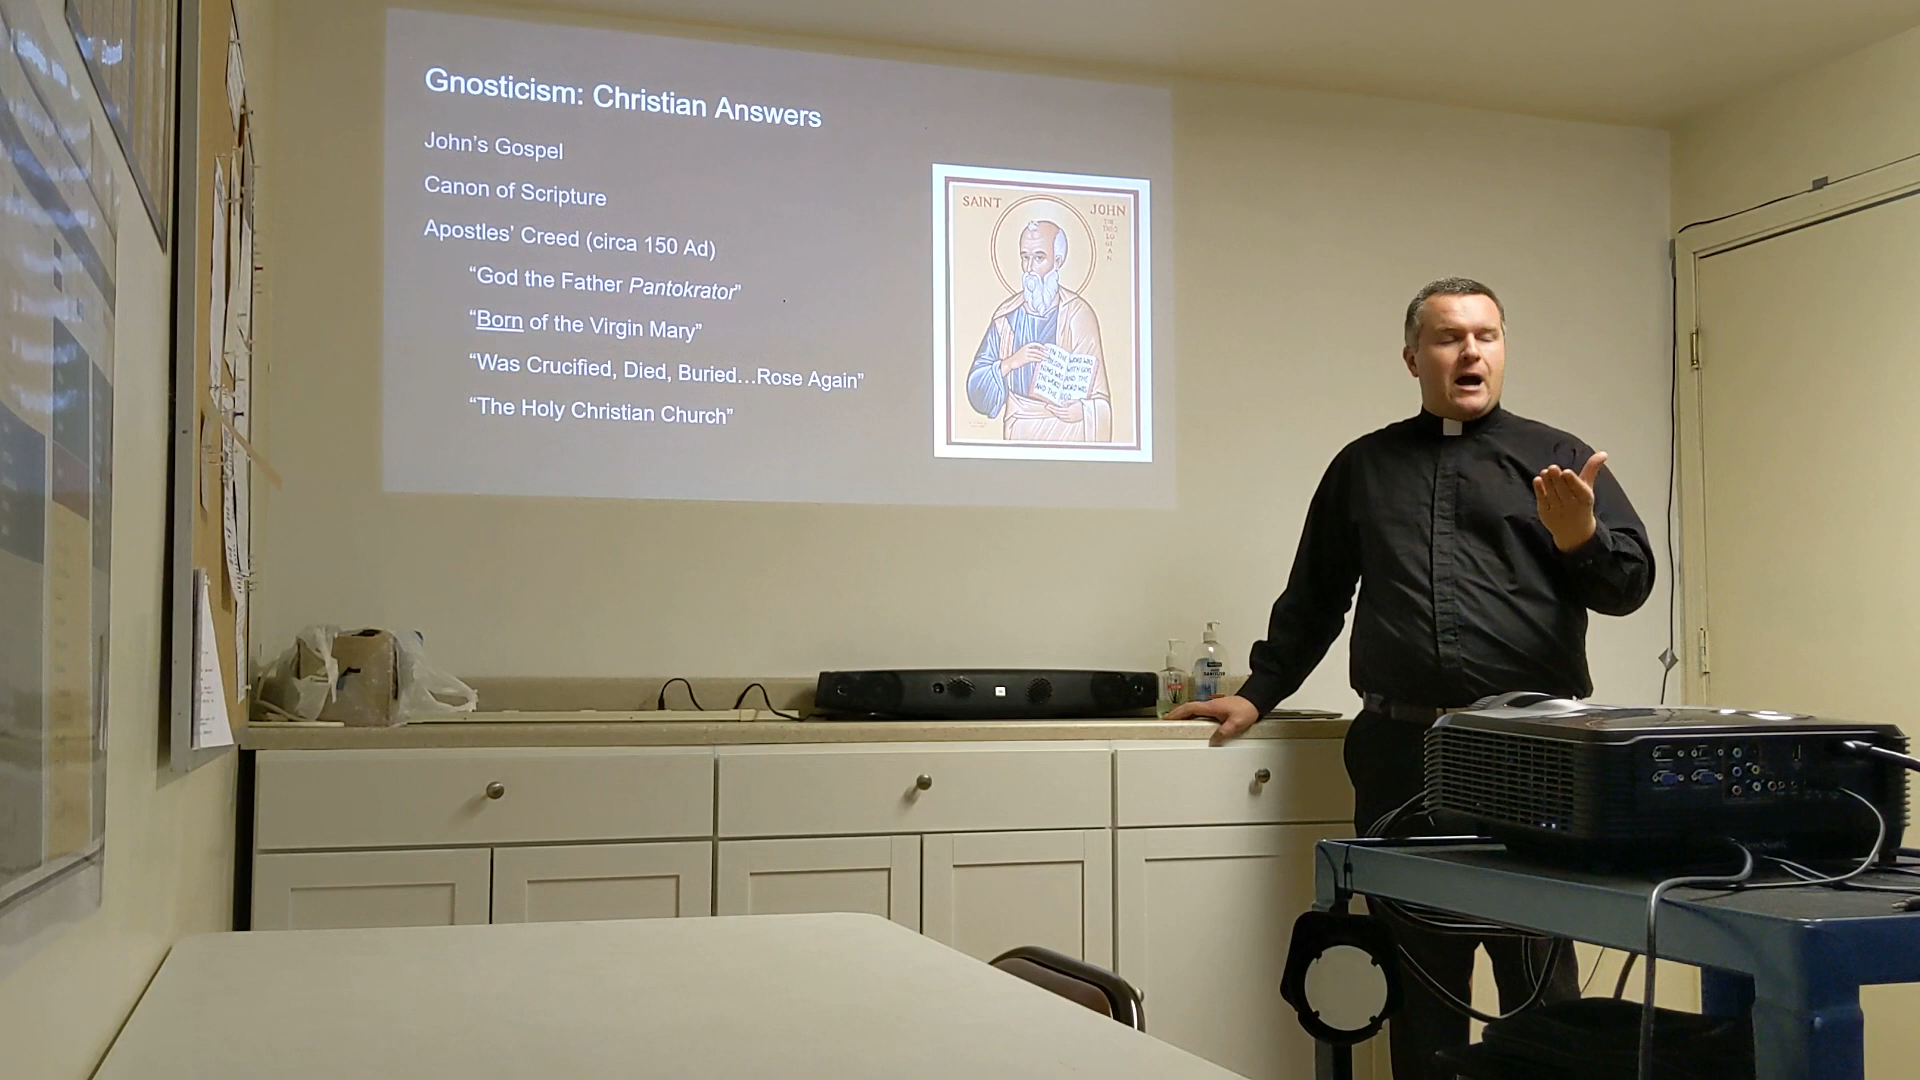 Gnosticism: Christian Answers
John's Gospel
Canon of Scripture
Apostles' Creed (circa 150 Ad)
"God the Father Pantokrator"
"Born of the Virgin Mary"
"Was Crucified, Died, Buried...Rose Again"
"The Holy Christian Church"
SAINT JOHN